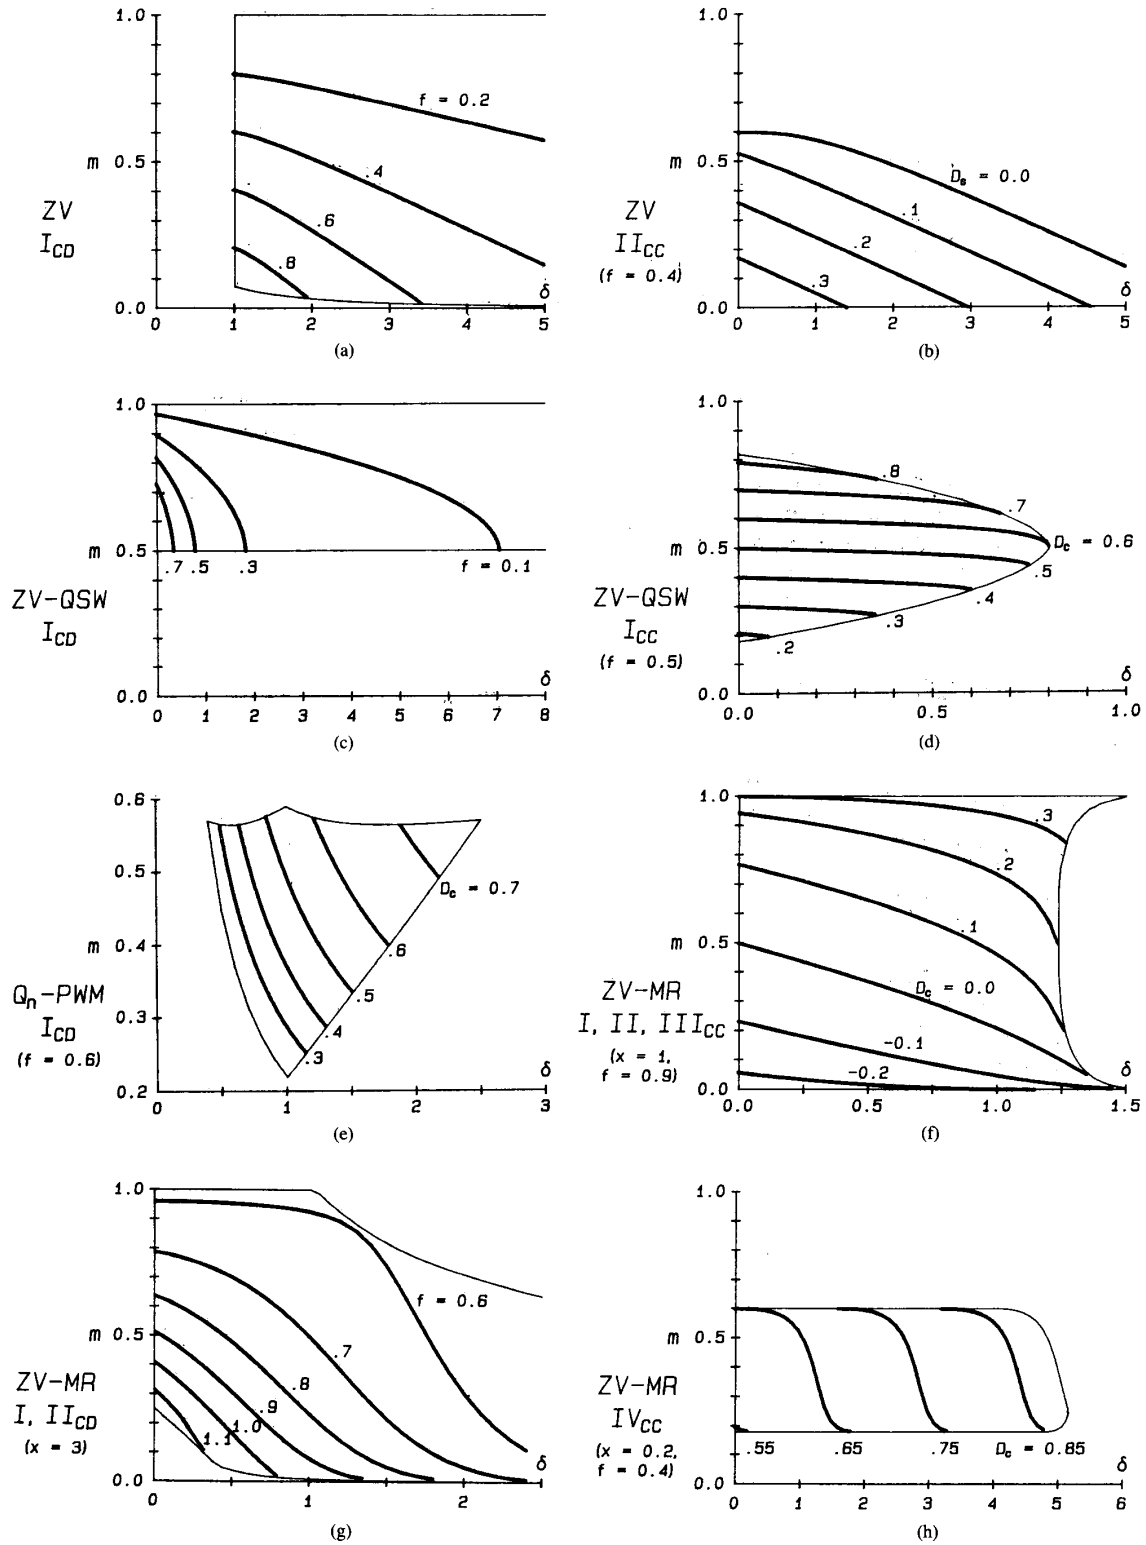 1.0
m 0.5
0.0
ZV
I_CD
f = 0.2
.4
.6
.8
δ
0 1 2 3 4 5
(a)
1.0
m 0.5
0.0
ZV
II_CC
(f = 0.4)
D_s = 0.0
.1
.2
.3
δ
0 1 2 3 4 5
(b)
1.0
m 0.5
0.0
ZV-QSW
I_CD
.7 .5 .3 f = 0.1
δ
0 1 2 3 4 5 6 7 8
(c)
1.0
m 0.5
0.0
ZV-QSW
I_CC
(f = 0.5)
.8
.7
D_c = 0.6
.5
.4
.3
.2
δ
0.0 0.5 1.0
(d)
0.6
0.5
m 0.4
0.3
0.2
Q_n-PWM
I_CD
(f = 0.6)
D_c = 0.7
.6
.5
.4
.3
δ
0 1 2 3
(e)
1.0
m 0.5
0.0
ZV-MR
I, II, III_CC
(x = 1,
f = 0.9)
.3
.2
.1
D_c = 0.0
-0.1
-0.2
δ
0.0 0.5 1.0 1.5
(f)
1.0
m 0.5
0.0
ZV-MR
I, II_CD
(x = 3)
f = 0.6
.7
.8
.9
1.0
1.1
δ
0 1 2
(g)
1.0
m 0.5
0.0
ZV-MR
IV_CC
(x = 0.2,
f = 0.4)
.55 .65 .75 D_c = 0.85
δ
0 1 2 3 4 5 6
(h)